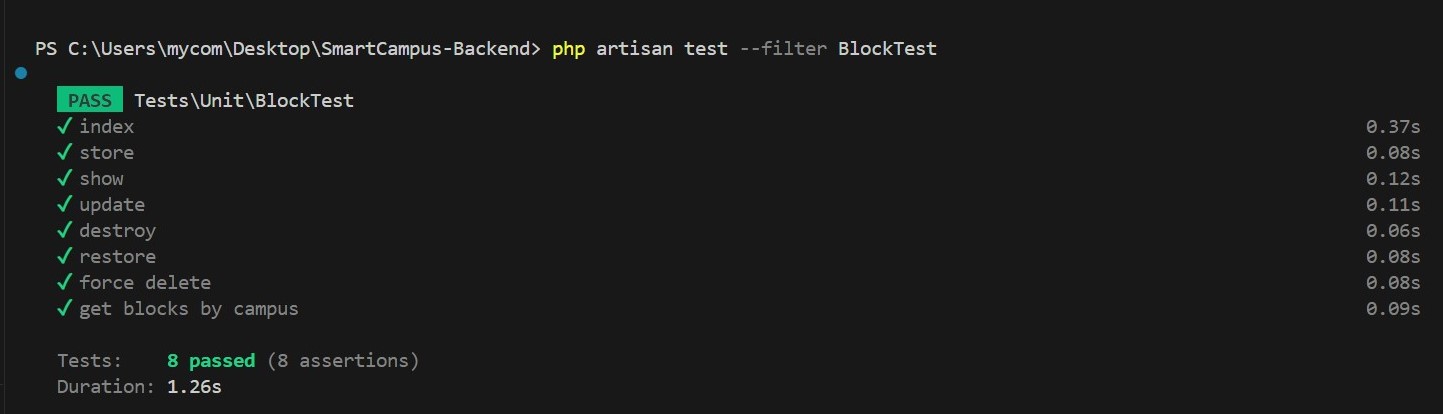 PS C:\Users\mycom\Desktop\SmartCampus-Backend> php artisan test --filter BlockTest
PASS Tests\Unit\BlockTest
✓ index 0.37s
✓ store 0.08s
✓ show 0.12s
✓ update 0.11s
✓ destroy 0.06s
✓ restore 0.08s
✓ force delete 0.08s
✓ get blocks by campus 0.09s
Tests: 8 passed (8 assertions)
Duration: 1.26s